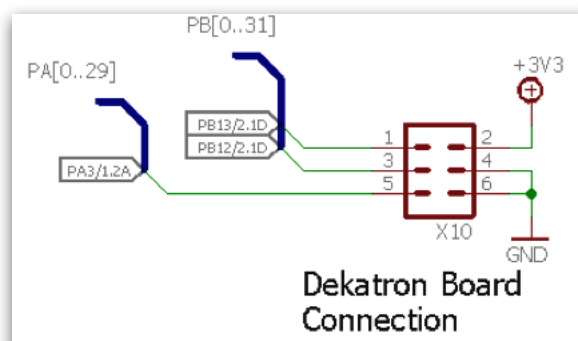 PB[0..31]
PA[0..29]
+3V3
PB13/2.1D
PB12/2.1D
PA3/1.2A
1
2
3
4
5
6
X10
GND
Dekatron Board
Connection